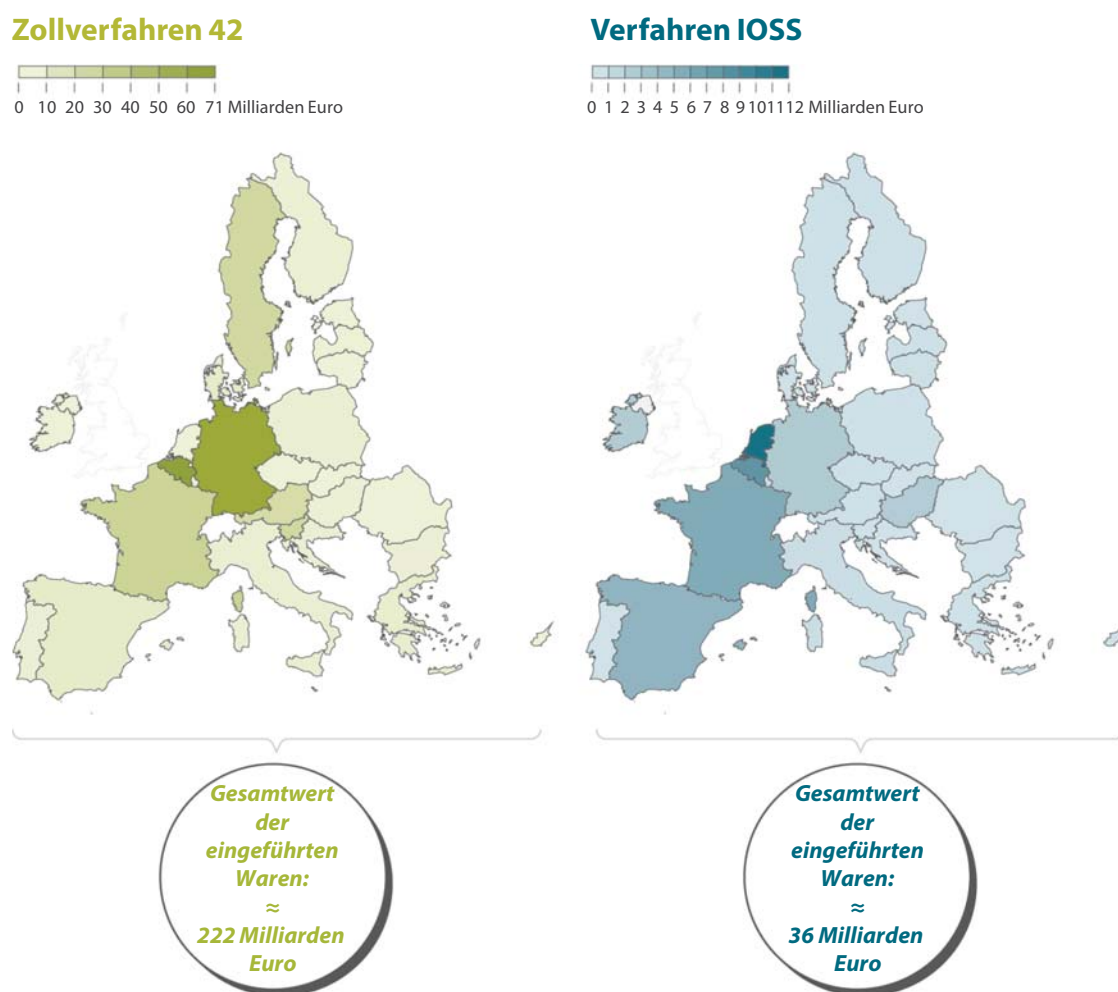 Zollverfahren 42
0 10 20 30 40 50 60 71 Milliarden Euro
Verfahren IOSS
0 1 2 3 4 5 6 7 8 9 10 11 12 Milliarden Euro
Gesamtwert
der
eingeführten
Waren:
≈
222 Milliarden
Euro
Gesamtwert
der
eingeführten
Waren:
≈
36 Milliarden
Euro